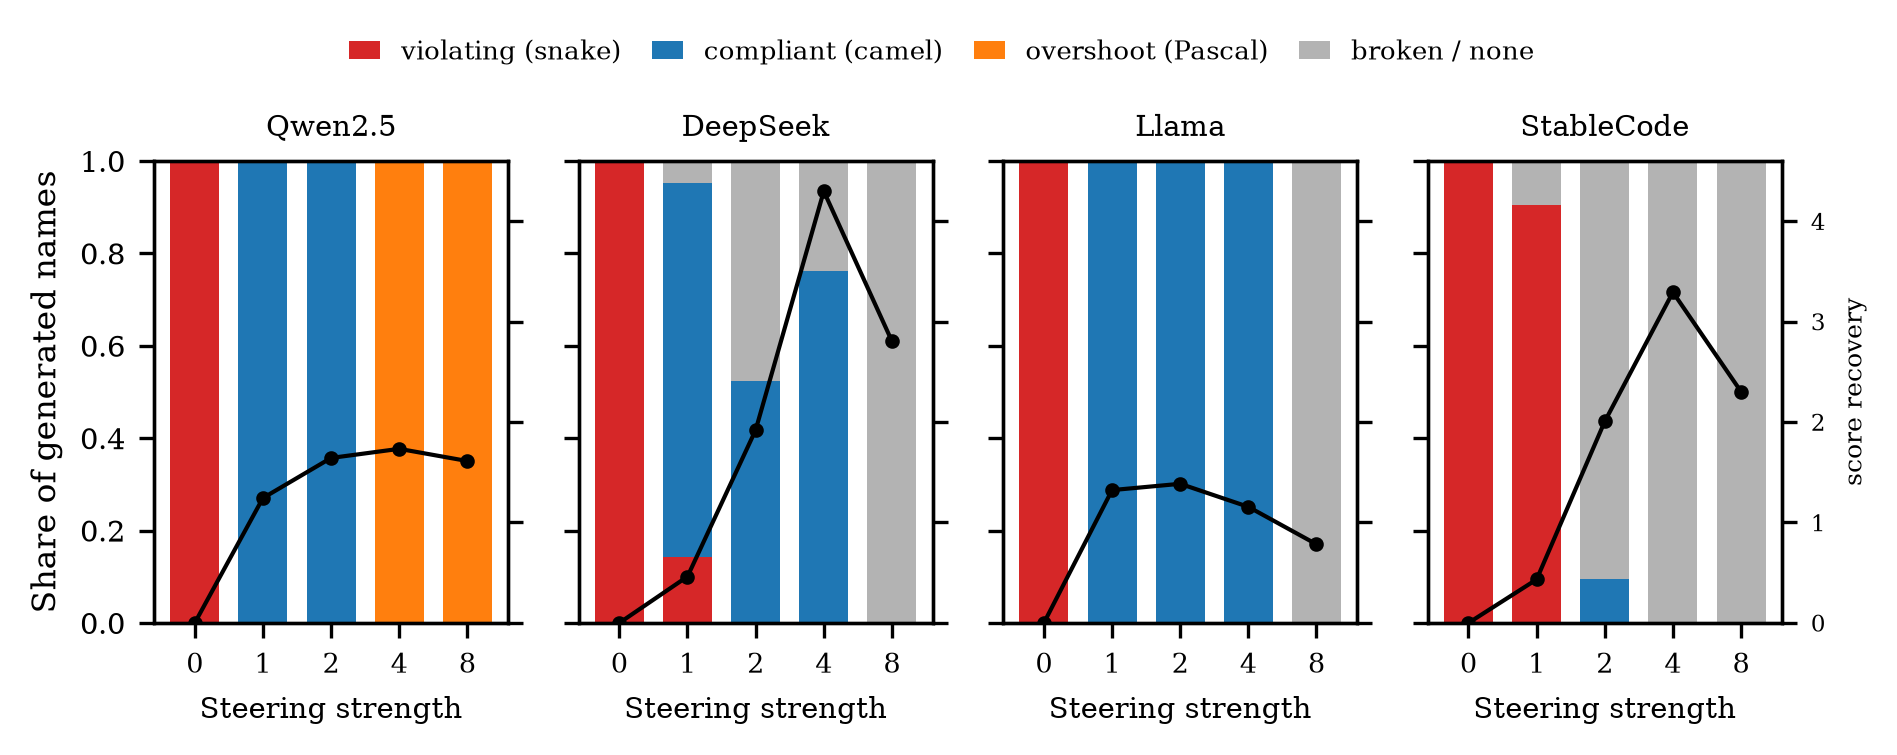 violating (snake) compliant (camel) overshoot (Pascal) broken / none
Qwen2.5 DeepSeek Llama StableCode
Share of generated names
1.0
0.8
0.6
0.4
0.2
0.0
4
3
2
1
0
score recovery
0 1 2 4 8 0 1 2 4 8 0 1 2 4 8 0 1 2 4 8
Steering strength Steering strength Steering strength Steering strength